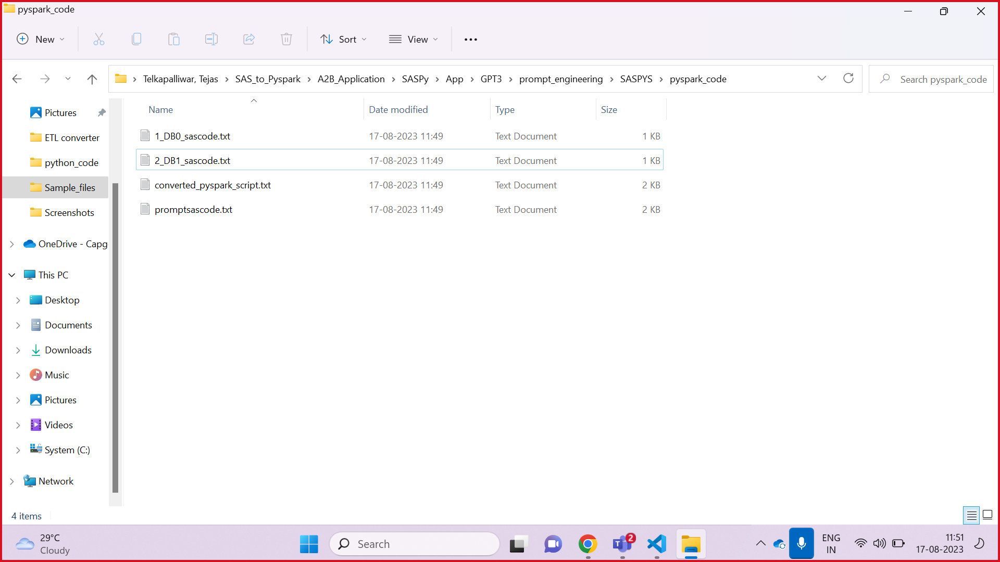 pyspark_code
New
Sort
View
Telkapalliwar, Tejas > SAS_to_Pyspark > A2B_Application > SASPy > App > GPT3 > prompt_engineering > SASPYS > pyspark_code
Search pyspark_code
Name Date modified Type Size
1_DB0_sascode.txt 17-08-2023 11:49 Text Document 1 KB
2_DB1_sascode.txt 17-08-2023 11:49 Text Document 1 KB
converted_pyspark_script.txt 17-08-2023 11:49 Text Document 2 KB
promptsascode.txt 17-08-2023 11:49 Text Document 2 KB
Pictures
ETL converter
python_code
Sample_files
Screenshots
OneDrive - Capg
This PC
Desktop
Documents
Downloads
Music
Pictures
Videos
System (C:)
Network
4 items
29°C
Cloudy
Search
T
2
ENG
IN
11:51
17-08-2023